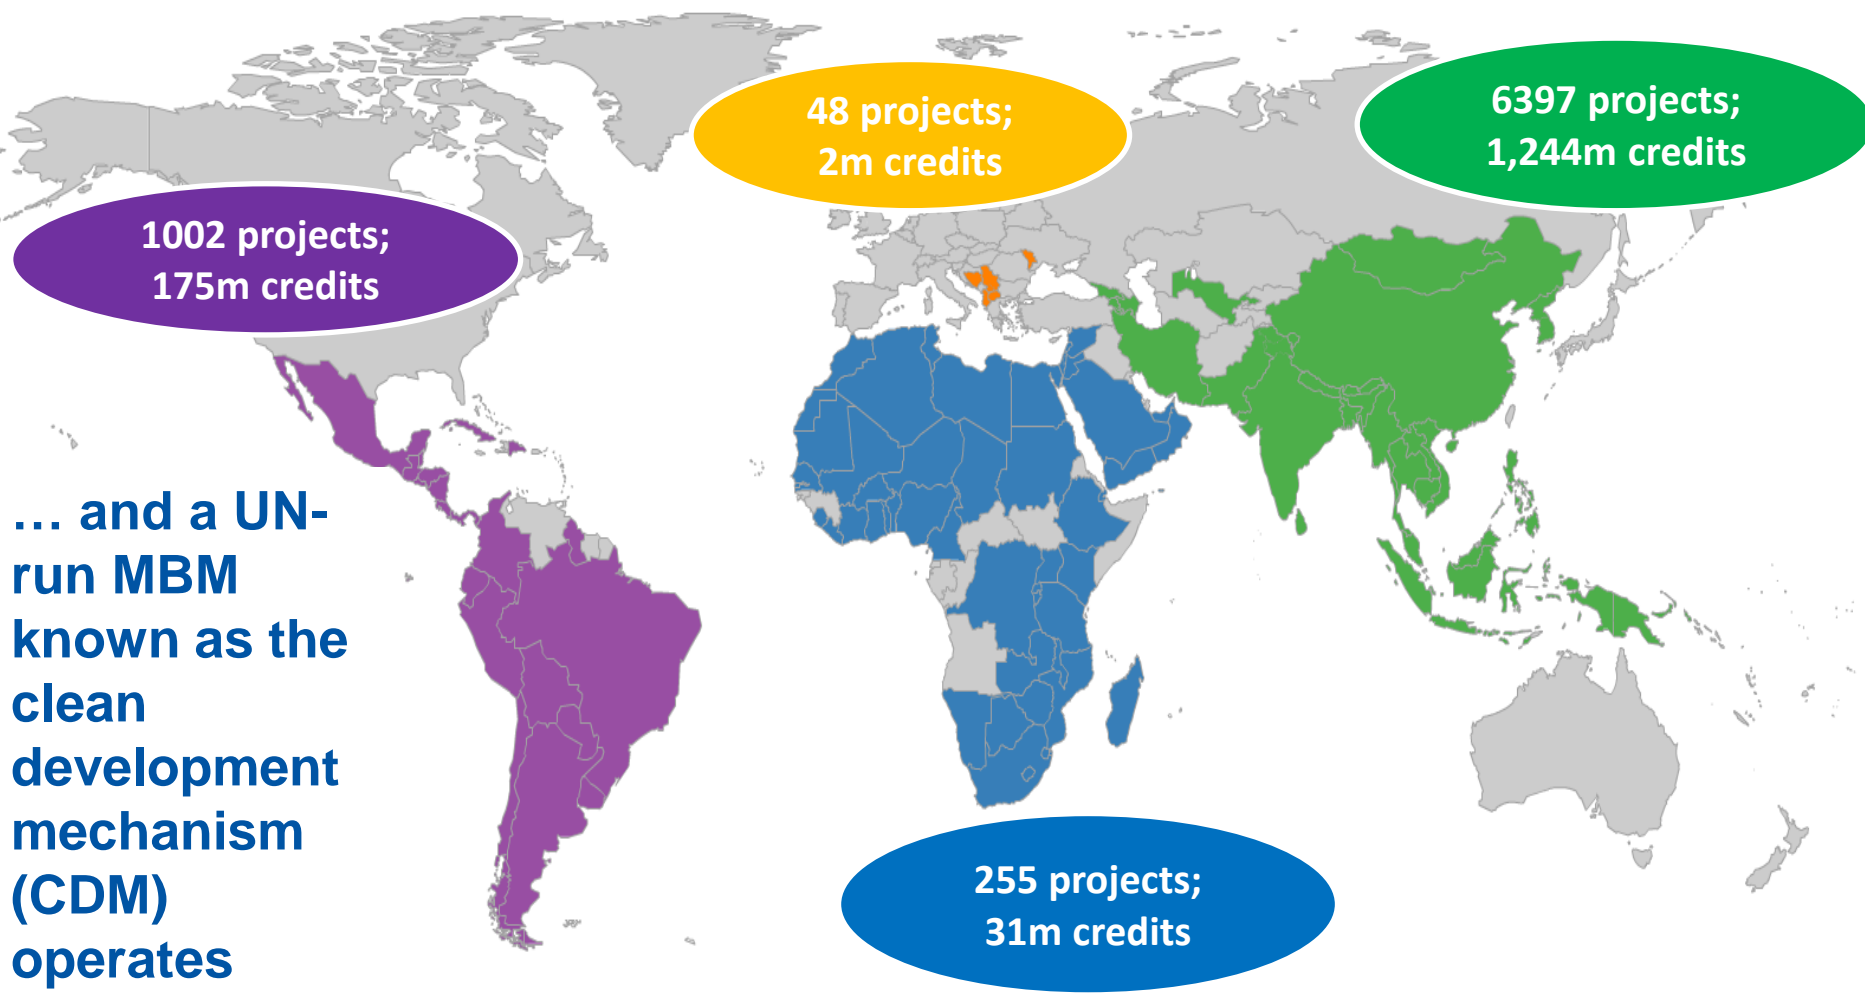 48 projects;
2m credits
6397 projects;
1,244m credits
1002 projects;
175m credits
… and a UN-
run MBM
known as the
clean
development
mechanism
(CDM)
operates
255 projects;
31m credits